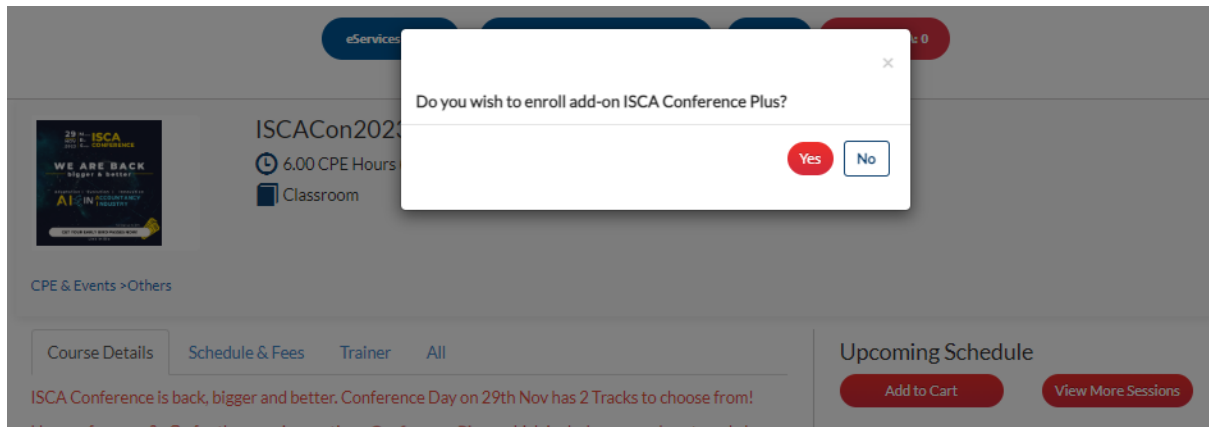 eServices
: 0
×
Do you wish to enroll add-on ISCA Conference Plus?
Yes
No
ISCACon2023
6.00 CPE Hours
Classroom
29
ISCA
CONFERENCE
WE ARE BACK
bigger & better
AI IN ACCOUNTANCY
INDUSTRY
CPE & Events >Others
Course Details
Schedule & Fees
Trainer
All
ISCA Conference is back, bigger and better. Conference Day on 29th Nov has 2 Tracks to choose from!
Upcoming Schedule
Add to Cart
View More Sessions